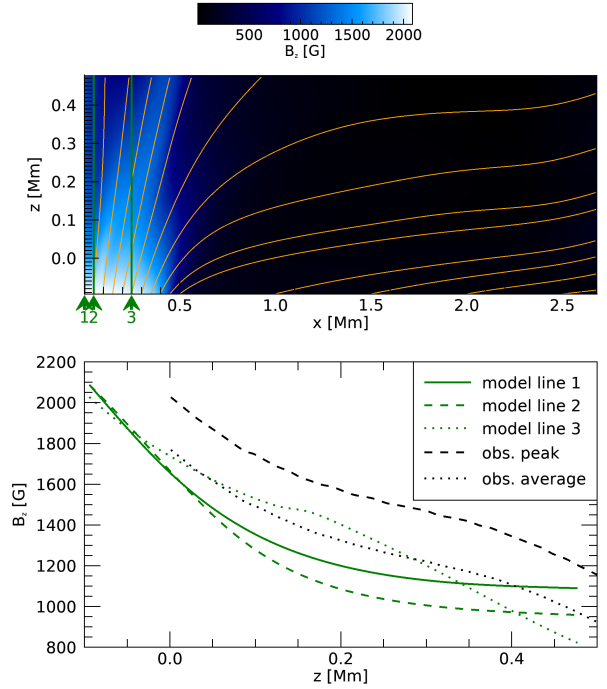 500 1000 1500 2000
B_z [G]
0.4
0.3
0.2
0.1
0.0
z [Mm]
0.5 1.0 1.5 2.0 2.5
1 2 3
x [Mm]
2200
2000
1800
1600
1400
1200
1000
800
B_z [G]
model line 1
model line 2
model line 3
obs. peak
obs. average
0.0 0.2 0.4
z [Mm]